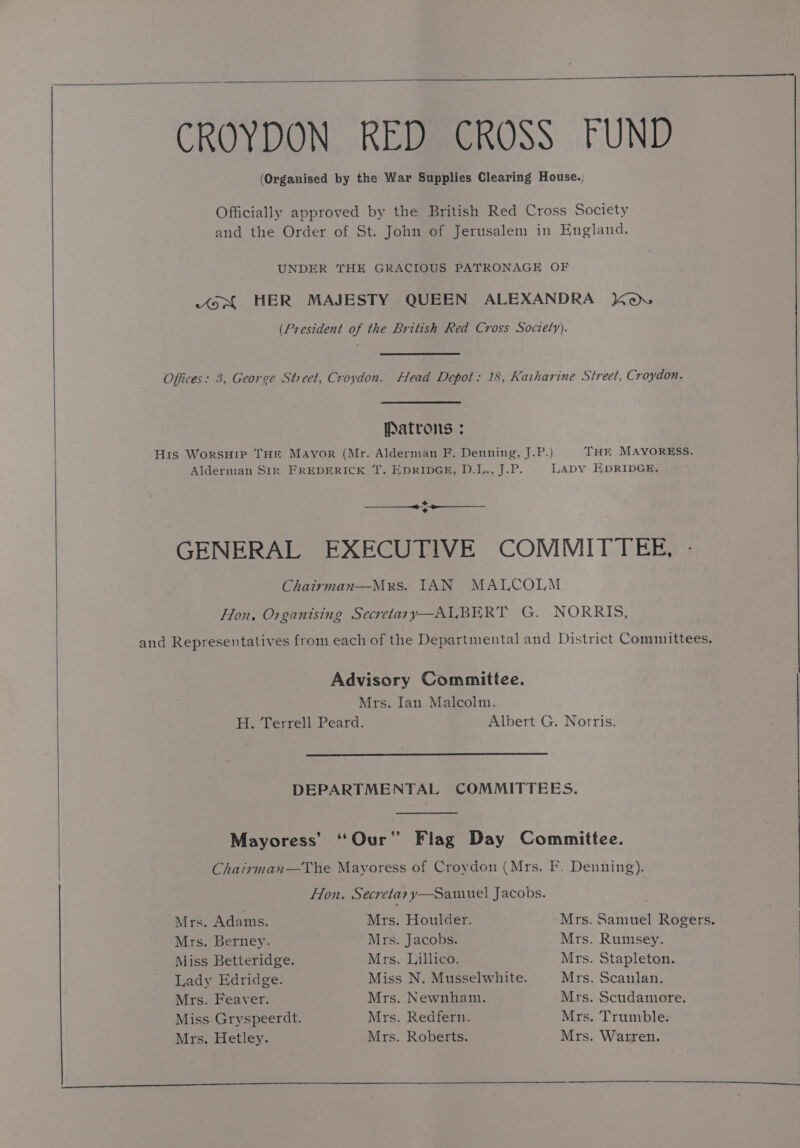 CROYDON RED CROSS FUND
(Organised by the War Supplies Clearing House.)
Officially approved by the British Red Cross Society
and the Order of St. John of Jerusalem in England.
UNDER THE GRACIOUS PATRONAGE OF
HER MAJESTY QUEEN ALEXANDRA
(President of the British Red Cross Society).
Offices: 3, George Street, Croydon. Head Depot: 18, Katharine Street, Croydon.
Patrons:
HIS WORSHIP THE MAYOR (Mr. Alderman F. Denning, J.P.) THE MAYORESS.
Alderman SIR FREDERICK T. EDRIDGE, D.L., J.P. LADY EDRIDGE.
GENERAL EXECUTIVE COMMITTEE,
Chairman—MRS. IAN MALCOLM
Hon. Organising Secretary—ALBERT G. NORRIS,
and Representatives from each of the Departmental and District Committees.
Advisory Committee.
Mrs. Ian Malcolm.
H. Terrell Peard. Albert G. Norris.
DEPARTMENTAL COMMITTEES.
Mayoress' "Our" Flag Day Committee.
Chairman—The Mayoress of Croydon (Mrs. F. Denning).
Hon. Secretary—Samuel Jacobs.
Mrs. Adams. Mrs. Houlder. Mrs. Samuel Rogers.
Mrs. Berney. Mrs. Jacobs. Mrs. Rumsey.
Miss Betteridge. Mrs. Lillico. Mrs. Stapleton.
Lady Edridge. Miss N. Musselwhite. Mrs. Scanlan.
Mrs. Feaver. Mrs. Newnham. Mrs. Scudamore.
Miss Gryspeerdt. Mrs. Redfern. Mrs. Trumble.
Mrs. Hetley. Mrs. Roberts. Mrs. Warren.